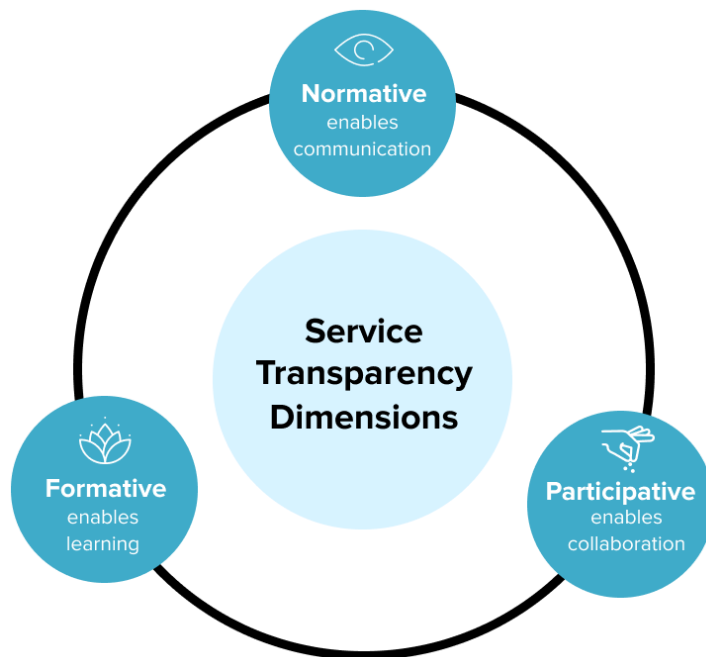 Normative
enables
communication
Service
Transparency
Dimensions
Formative
enables
learning
Participative
enables
collaboration